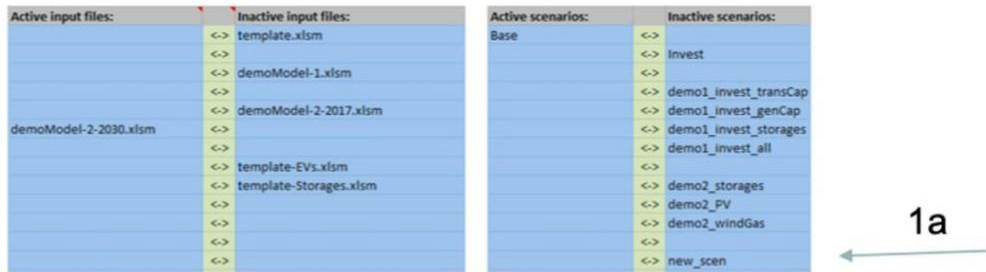 Active input files: Inactive input files: Active scenarios: Inactive scenarios:
<-> template.xlsm Base <->
<-> <-> Invest
<-> demoModel-1.xlsm <->
<-> <-> demo1_invest_transCap
<-> demoModel-2-2017.xlsm <-> demo1_invest_genCap
demoModel-2-2030.xlsm <-> <-> demo1_invest_storages
<-> <-> demo1_invest_all
<-> template-EVs.xlsm <->
<-> template-Storages.xlsm <-> demo2_storages
<-> <-> demo2_PV
<-> <-> demo2_windGas
<-> <->
<-> <-> new_scen
1a